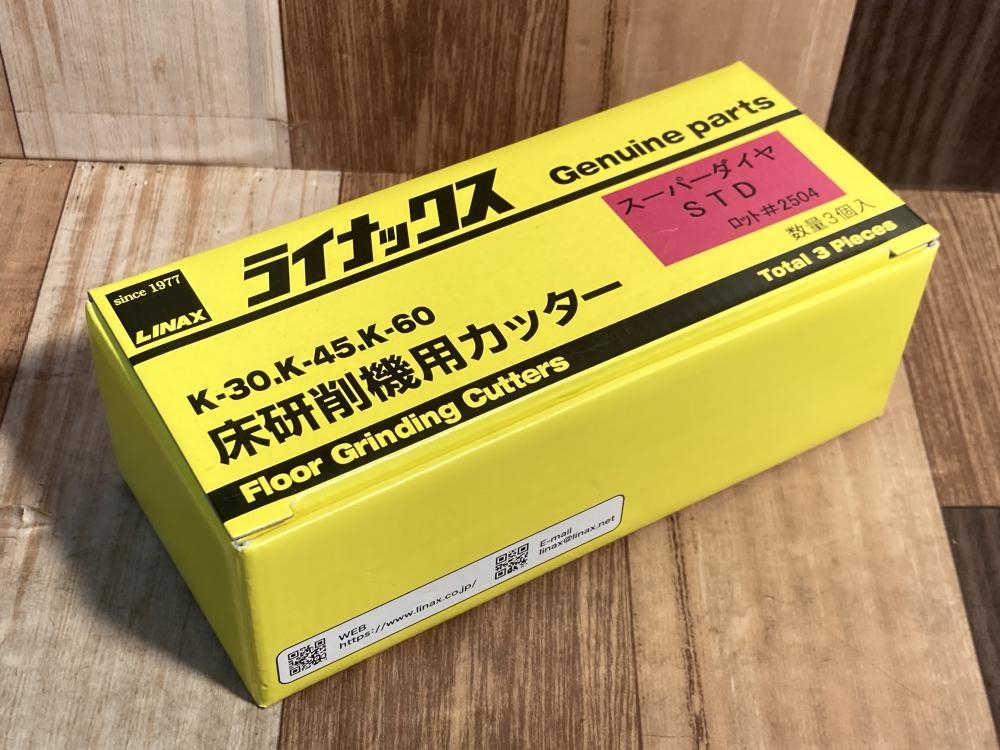 since 1977
LINAX
ライナックス
Genuine parts
スーパーダイヤ
STD
ロット#2504
数量3個入
Total 3 Pieces
K-30.K-45.K-60
床研削機用カッター
Floor Grinding Cutters
WEB
https://www.linax.co.jp/
E-mail
linax@linax.net